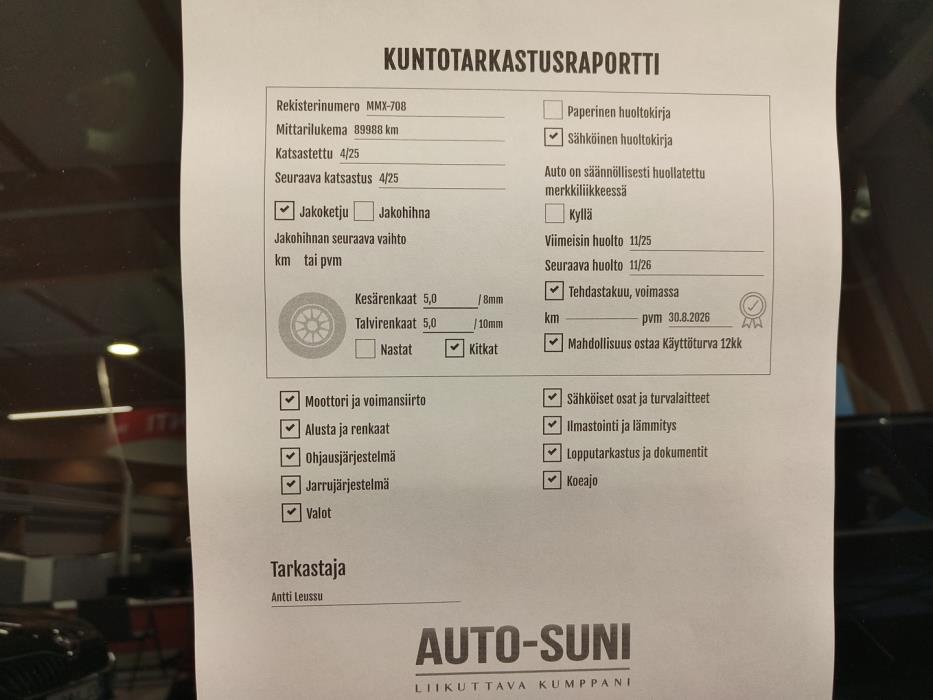 KUNTOTARKASTUSRAPORTTI
Rekisterinumero MMX-708
Mittarilukema 89988 km
Katsastettu 4/25
Seuraava katsastus 4/25
Jakoketju Jakohihna
Jakohihnan seuraava vaihto
km tai pvm
Kesärenkaat 5,0 / 8mm
Talvirenkaat 5,0 / 10mm
Nastat Kitkat
Paperinen huoltokirja
Sähköinen huoltokirja
Auto on säännöllisesti huollatettu
merkkiliikkeessä
Kyllä
Viimeisin huolto 11/25
Seuraava huolto 11/26
Tehdastakuu, voimassa
km pvm 30.8.2026
Mahdollisuus ostaa Käyttöturva 12kk
Moottori ja voimansiirto
Alusta ja renkaat
Ohjausjärjestelmä
Jarrujärjestelmä
Valot
Sähköiset osat ja turvalaitteet
Ilmastointi ja lämmitys
Lopputarkastus ja dokumentit
Koeajo
Tarkastaja
Antti Leussu
AUTO-SUNI
LIIKUTTAVA KUMPPANI